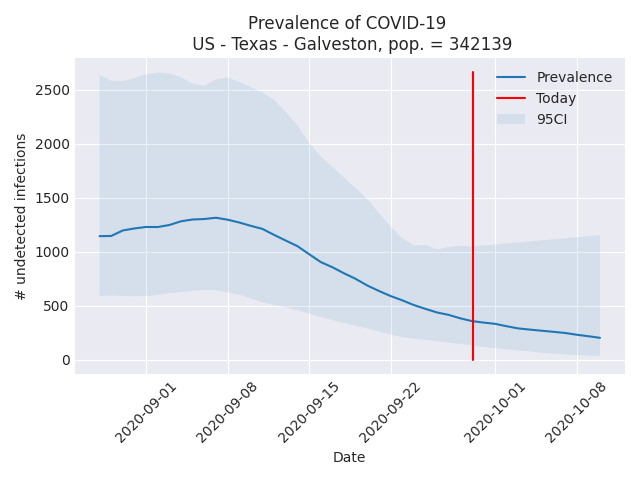 Prevalence of COVID-19
US - Texas - Galveston, pop. = 342139
Prevalence
Today
95CI
# undetected infections
2500
2000
1500
1000
500
0
2020-09-01
2020-09-08
2020-09-15
2020-09-22
2020-10-01
2020-10-08
Date